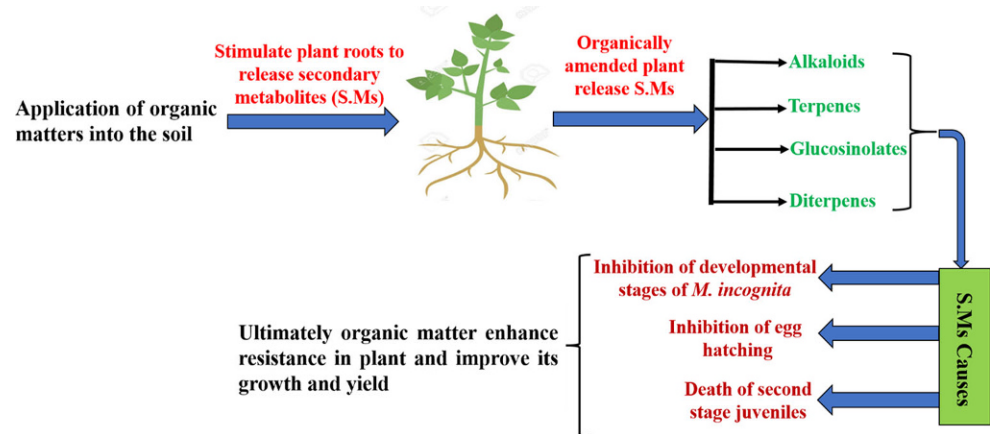 Stimulate plant roots to
release secondary
metabolites (S.Ms)
Application of organic
matters into the soil
Organically
amended plant
release S.Ms
Alkaloids
Terpenes
Glucosinolates
Diterpenes
S.Ms Causes
Inhibition of developmental
stages of M. incognita
Inhibition of egg
hatching
Death of second
stage juveniles
Ultimately organic matter enhance
resistance in plant and improve its
growth and yield